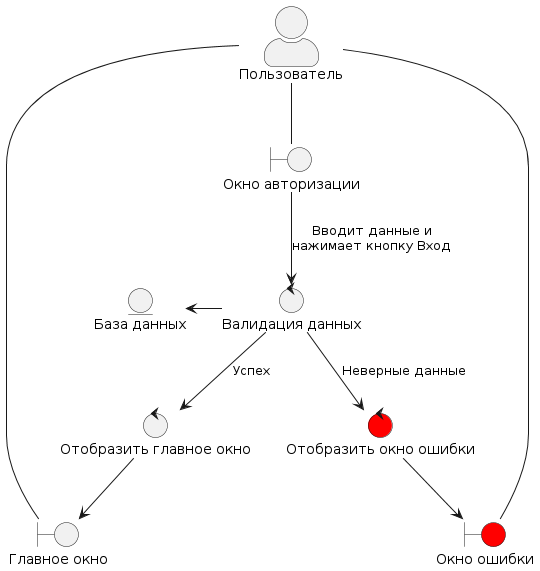 Пользователь
Окно авторизации
Вводит данные и
нажимает кнопку Вход
База данных
Валидация данных
Успех
Неверные данные
Отобразить главное окно
Отобразить окно ошибки
Главное окно
Окно ошибки